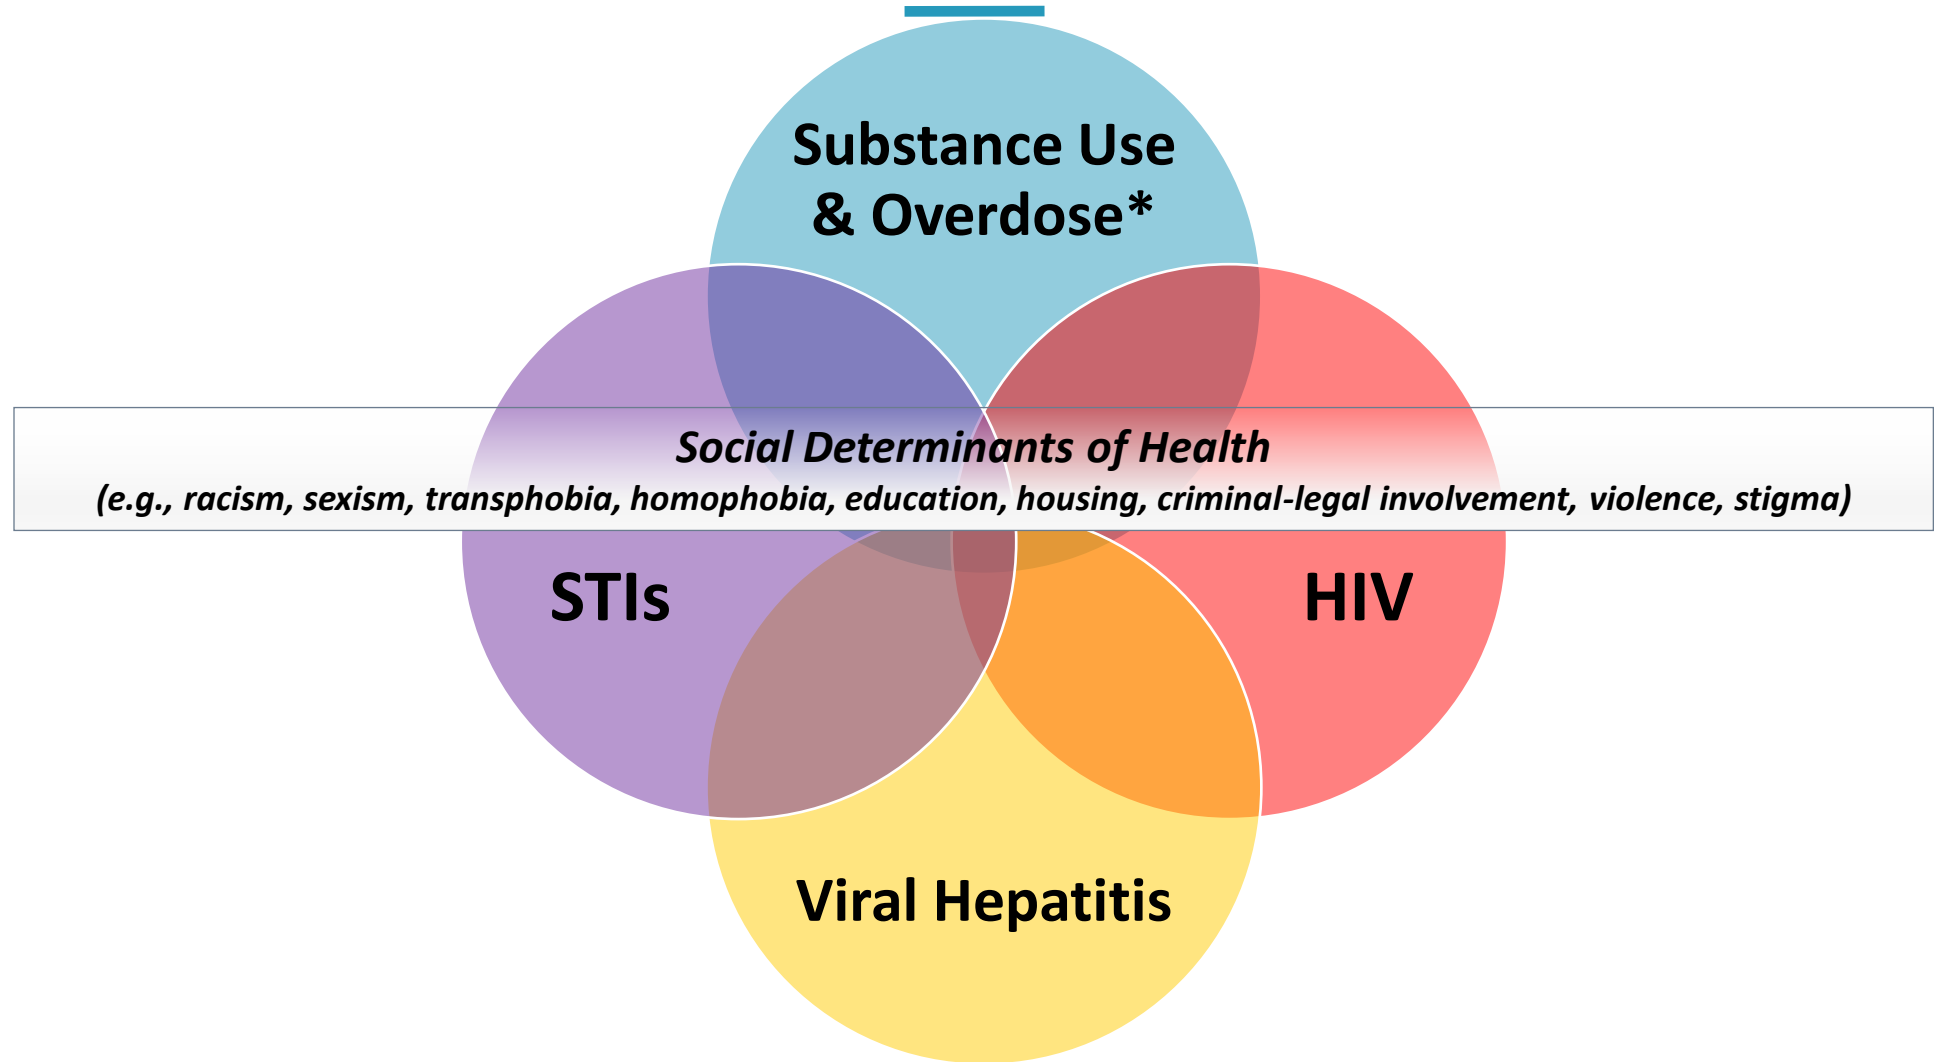 Substance Use
& Overdose*
Social Determinants of Health
(e.g., racism, sexism, transphobia, homophobia, education, housing, criminal-legal involvement, violence, stigma)
STIs
HIV
Viral Hepatitis